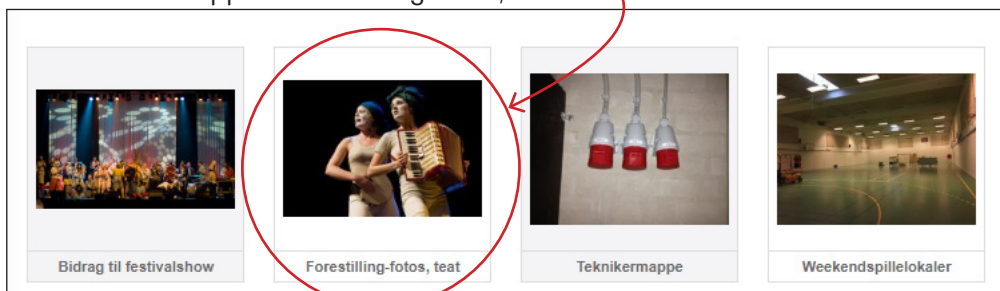 Bidrag til festivalshow
Forestilling-fotos, teat
Teknikermappe
Weekendspillelokaler